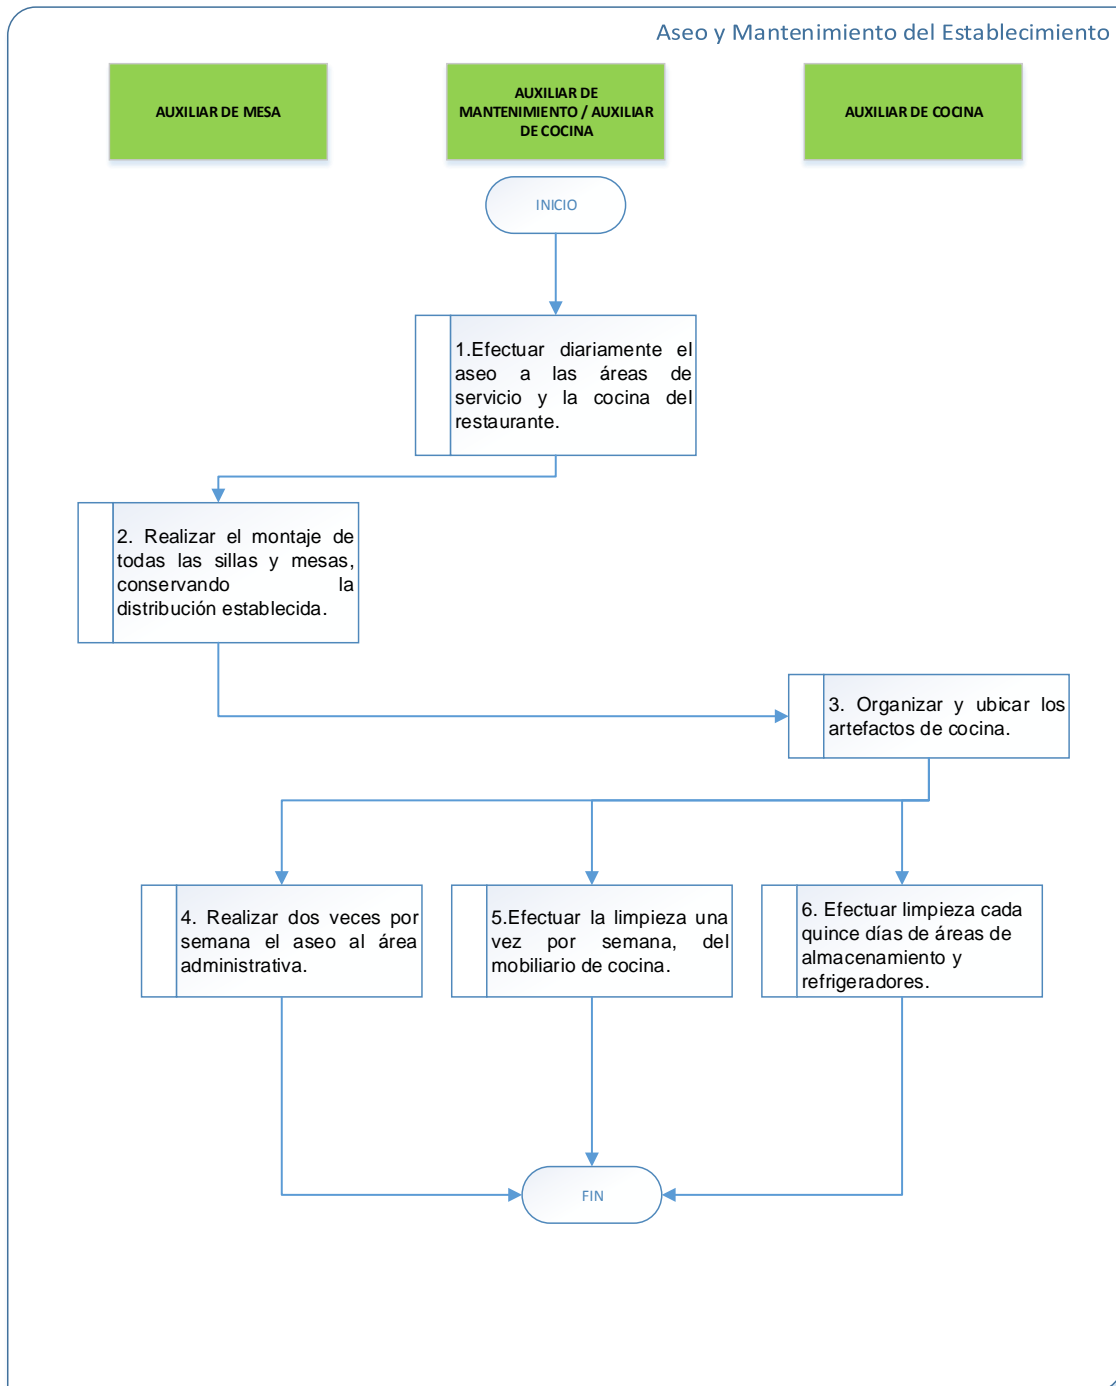 Aseo y Mantenimiento del Establecimiento
AUXILIAR DE MESA
AUXILIAR DE
MANTENIMIENTO / AUXILIAR
DE COCINA
AUXILIAR DE COCINA
INICIO
1.Efectuar diariamente el
aseo a las áreas de
servicio y la cocina del
restaurante.
2. Realizar el montaje de
todas las sillas y mesas,
conservando la
distribución establecida.
3. Organizar y ubicar los
artefactos de cocina.
4. Realizar dos veces por
semana el aseo al área
administrativa.
5.Efectuar la limpieza una
vez por semana, del
mobiliario de cocina.
6. Efectuar limpieza cada
quince días de áreas de
almacenamiento y
refrigeradores.
FIN